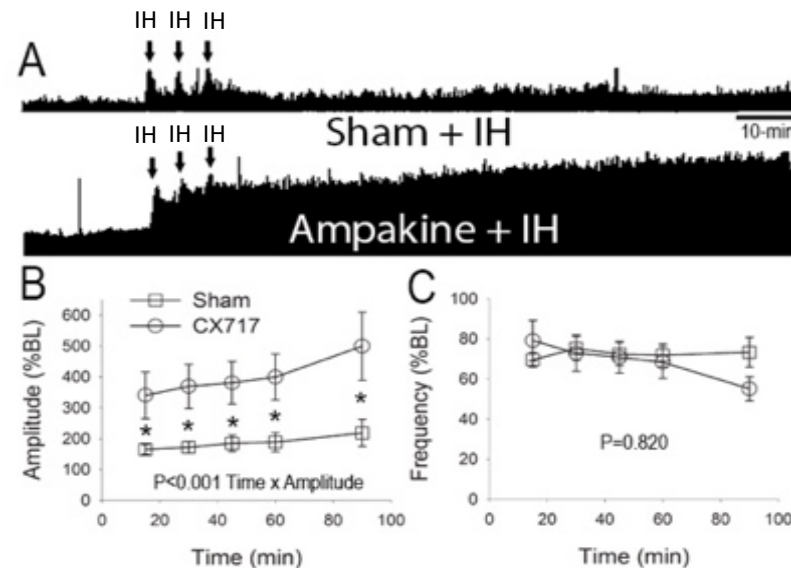 IH IH IH
A
Sham + IH
10-min
IH IH IH
Ampakine + IH
B
Sham
CX717
600
500
400
300
200
100
0
Amplitude (%BL)
* * * * *
P<0.001 Time x Amplitude
0 20 40 60 80 100
Time (min)
C
100
80
60
40
20
0
Frequency (%BL)
P=0.820
0 20 40 60 80 100
Time (min)